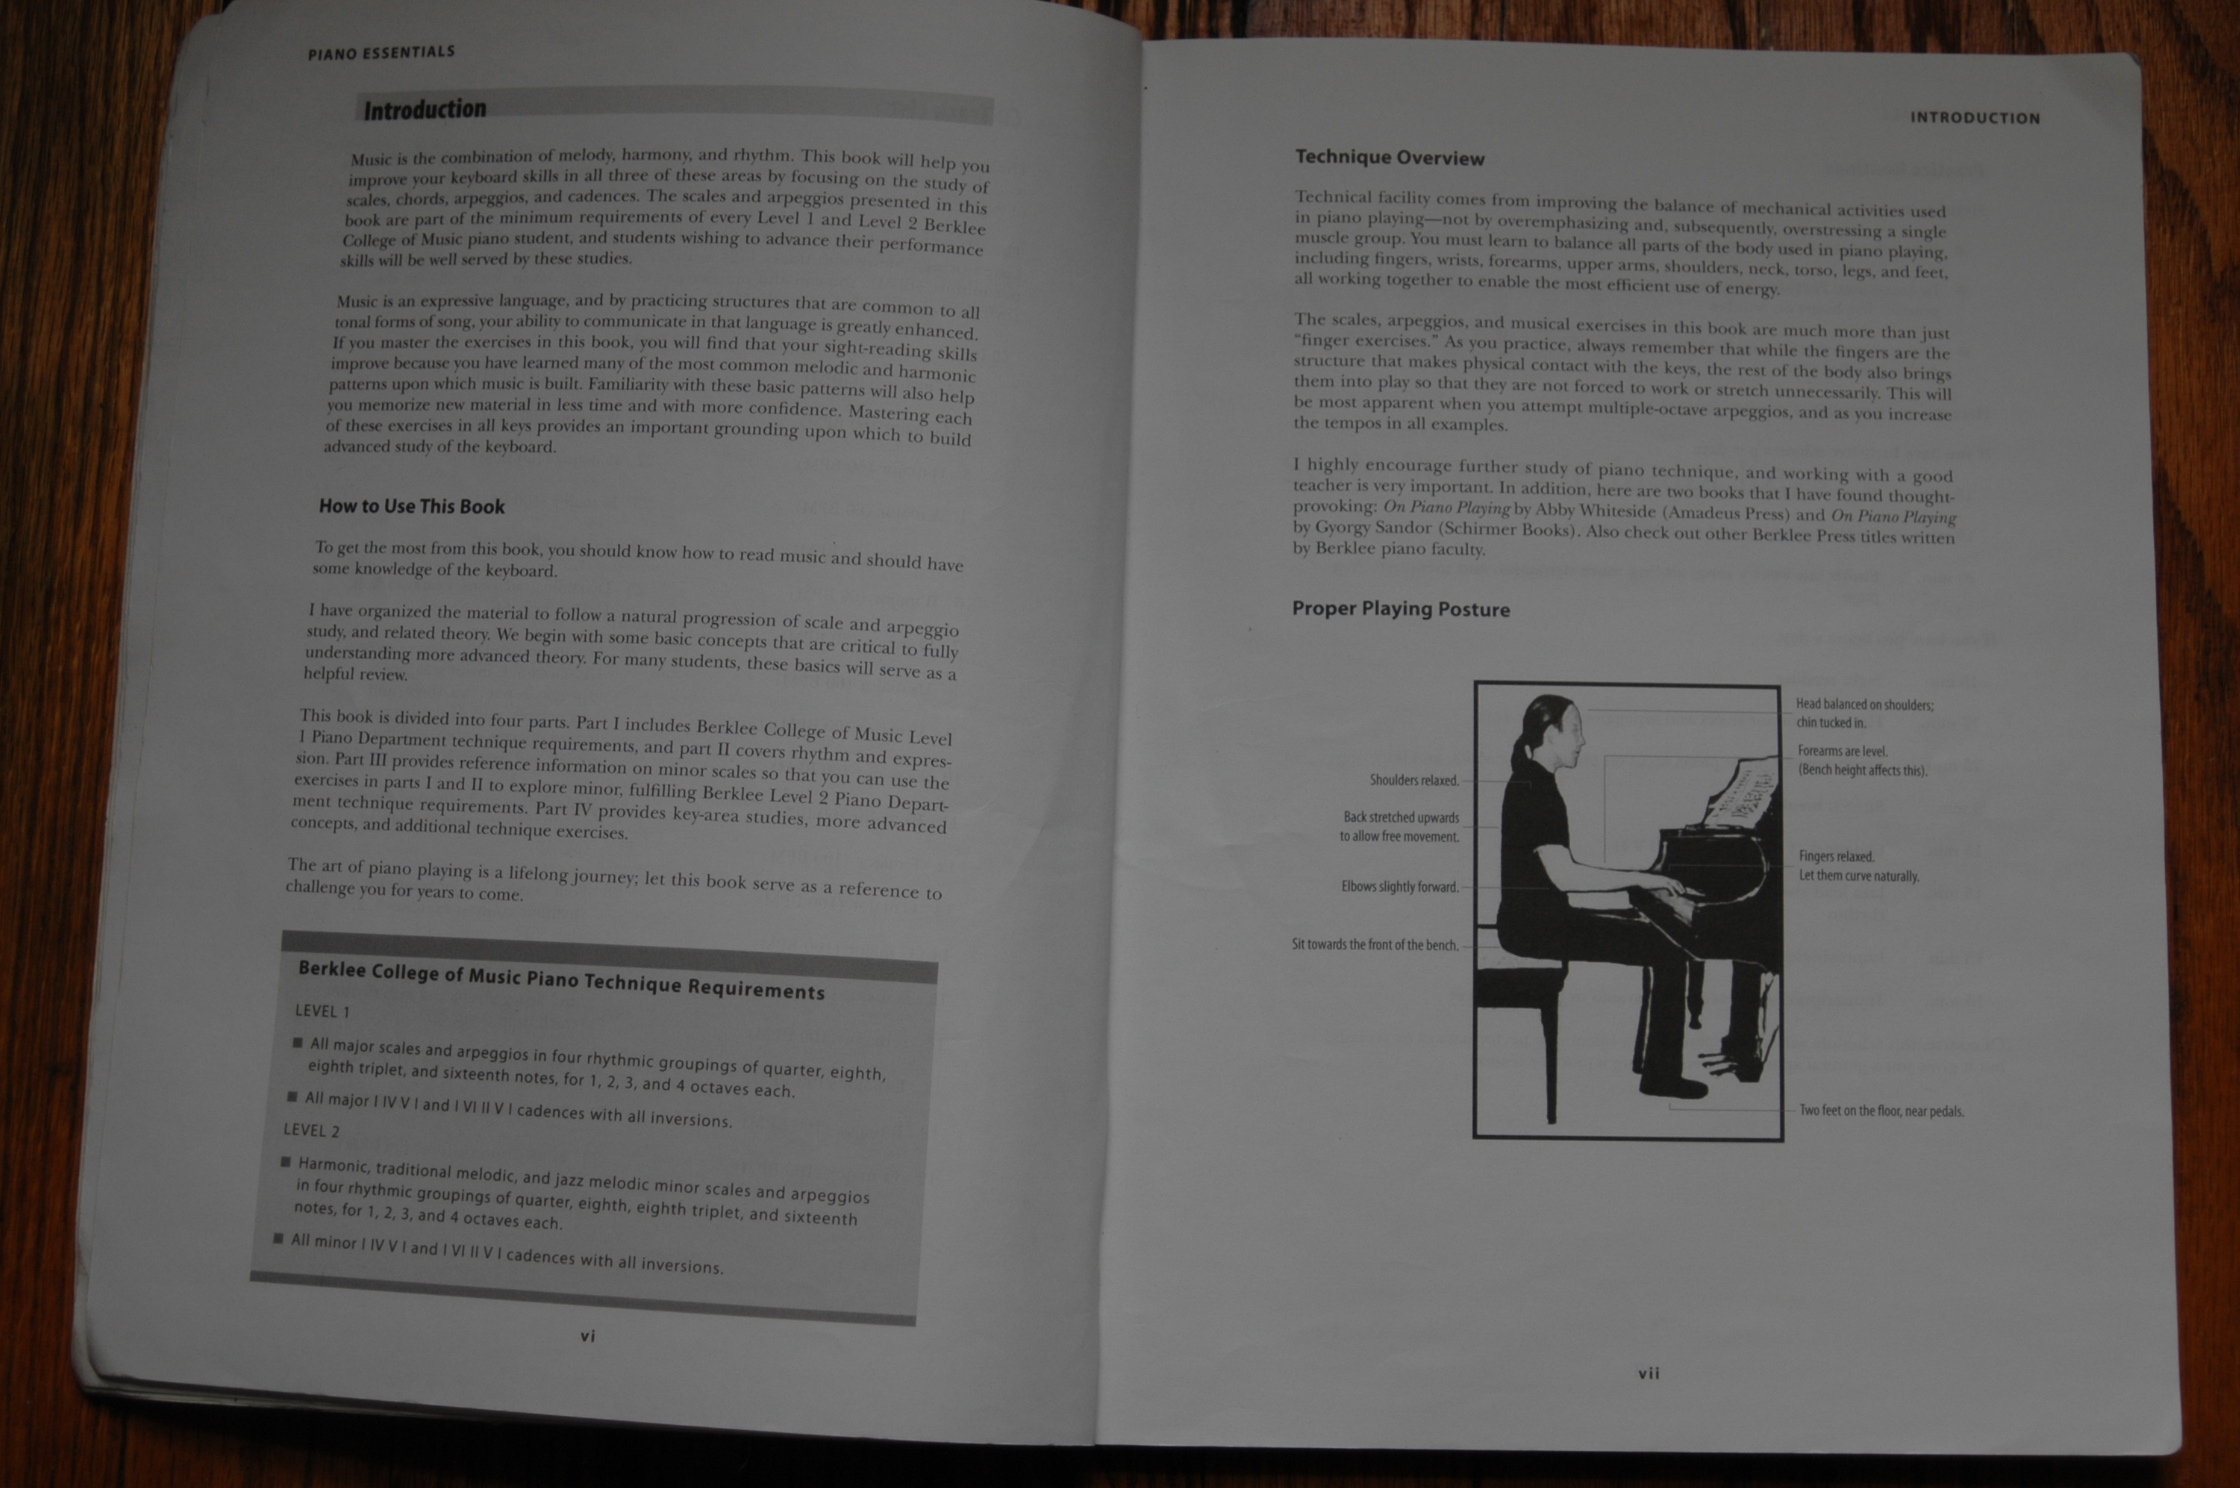 PIANO ESSENTIALS
Introduction
Music is the combination of melody, harmony, and rhythm. This book will help you
improve your keyboard skills in all three of these areas by focusing on the study of
scales, chords, arpeggios, and cadences. The scales and arpeggios presented in this
book are part of the minimum requirements of every Level 1 and Level 2 Berklee
College of Music piano student, and students wishing to advance their performance
skills will be well served by these studies.
Music is an expressive language, and by practicing structures that are common to all
tonal forms of song, your ability to communicate in that language is greatly enhanced.
If you master the exercises in this book, you will find that your sight-reading skills
improve because you have learned many of the most common melodic and harmonic
patterns upon which music is built. Familiarity with these basic patterns will also help
you memorize new material in less time and with more confidence. Mastering each
of these exercises in all keys provides an important grounding upon which to build
advanced study of the keyboard.
How to Use This Book
To get the most from this book, you should know how to read music and should have
some knowledge of the keyboard.
I have organized the material to follow a natural progression of scale and arpeggio
study, and related theory. We begin with some basic concepts that are critical to fully
understanding more advanced theory. For many students, these basics will serve as a
helpful review.
This book is divided into four parts. Part I includes Berklee College of Music Level
1 Piano Department technique requirements, and part II covers rhythm and expres-
sion. Part III provides reference information on minor scales so that you can use the
exercises in parts I and II to explore minor, fulfilling Berklee Level 2 Piano Depart-
ment technique requirements. Part IV provides key-area studies, more advanced
concepts, and additional technique exercises.
The art of piano playing is a lifelong journey; let this book serve as a reference to
challenge you for years to come.
Berklee College of Music Piano Technique Requirements
LEVEL 1
■ All major scales and arpeggios in four rhythmic groupings of quarter, eighth,
eighth triplet, and sixteenth notes, for 1, 2, 3, and 4 octaves each.
■ All major I IV V I and I VI II V I cadences with all inversions.
LEVEL 2
■ Harmonic, traditional melodic, and jazz melodic minor scales and arpeggios
in four rhythmic groupings of quarter, eighth, eighth triplet, and sixteenth
notes, for 1, 2, 3, and 4 octaves each.
■ All minor I IV V I and I VI II V I cadences with all inversions.
vi
INTRODUCTION
Technique Overview
Technical facility comes from improving the balance of mechanical activities used
in piano playing—not by overemphasizing and, subsequently, overstressing a single
muscle group. You must learn to balance all parts of the body used in piano playing,
including fingers, wrists, forearms, upper arms, shoulders, neck, torso, legs, and feet,
all working together to enable the most efficient use of energy.
The scales, arpeggios, and musical exercises in this book are much more than just
“finger exercises.” As you practice, always remember that while the fingers are the
structure that makes physical contact with the keys, the rest of the body also brings
them into play so that they are not forced to work or stretch unnecessarily. This will
be most apparent when you attempt multiple-octave arpeggios, and as you increase
the tempos in all examples.
I highly encourage further study of piano technique, and working with a good
teacher is very important. In addition, here are two books that I have found thought-
provoking: On Piano Playing by Abby Whiteside (Amadeus Press) and On Piano Playing
by Gyorgy Sandor (Schirmer Books). Also check out other Berklee Press titles written
by Berklee piano faculty.
Proper Playing Posture
Head balanced on shoulders;
chin tucked in.
Forearms are level.
(Bench height affects this).
Shoulders relaxed.
Back stretched upwards
to allow free movement.
Fingers relaxed.
Let them curve naturally.
Elbows slightly forward.
Sit towards the front of the bench.
Two feet on the floor, near pedals.
vii